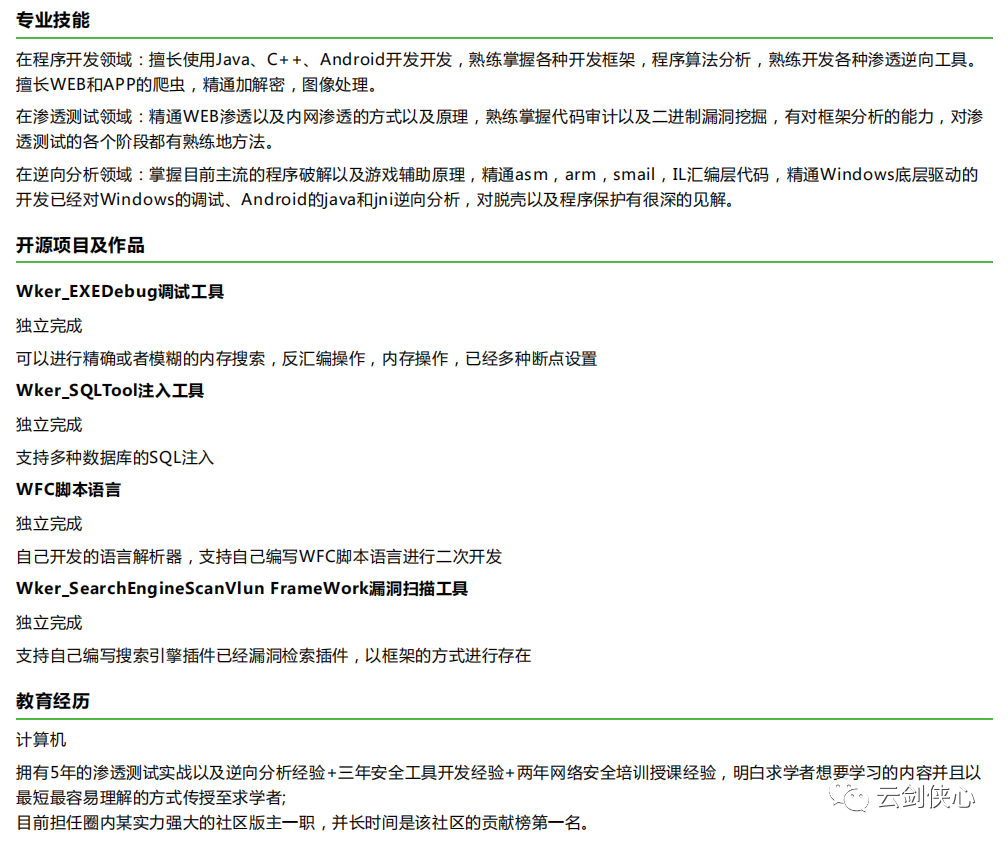 专业技能
在程序开发领域：擅长使用Java、C++、Android开发开发，熟练掌握各种开发框架，程序算法分析，熟练开发各种渗透逆向工具。
擅长WEB和APP的爬虫，精通加解密，图像处理。
在渗透测试领域：精通WEB渗透以及内网渗透的方式以及原理，熟练掌握代码审计以及二进制漏洞挖掘，有对框架分析的能力，对渗
透测试的各个阶段都有熟练地方法。
在逆向分析领域：掌握目前主流的程序破解以及游戏辅助原理，精通asm，arm，smail，IL汇编层代码，精通Windows底层驱动的
开发已经对Windows的调试、Android的java和jni逆向分析，对脱壳以及程序保护有很深的见解。
开源项目及作品
Wker_EXEDebug调试工具
独立完成
可以进行精确或者模糊的内存搜索，反汇编操作，内存操作，已经多种断点设置
Wker_SQLTool注入工具
独立完成
支持多种数据库的SQL注入
WFC脚本语言
独立完成
自己开发的语言解析器，支持自己编写WFC脚本语言进行二次开发
Wker_SearchEngineScanVlun FrameWork漏洞扫描工具
独立完成
支持自己编写搜索引擎插件已经漏洞检索插件，以框架的方式进行存在
教育经历
计算机
拥有5年的渗透测试实战以及逆向分析经验+三年安全工具开发经验+两年网络安全培训授课经验，明白求学者想要学习的内容并且以
最短最容易理解的方式传授至求学者;
目前担任圈内某实力强大的社区版主一职，并长时间是该社区的贡献榜第一名。
云剑侠心